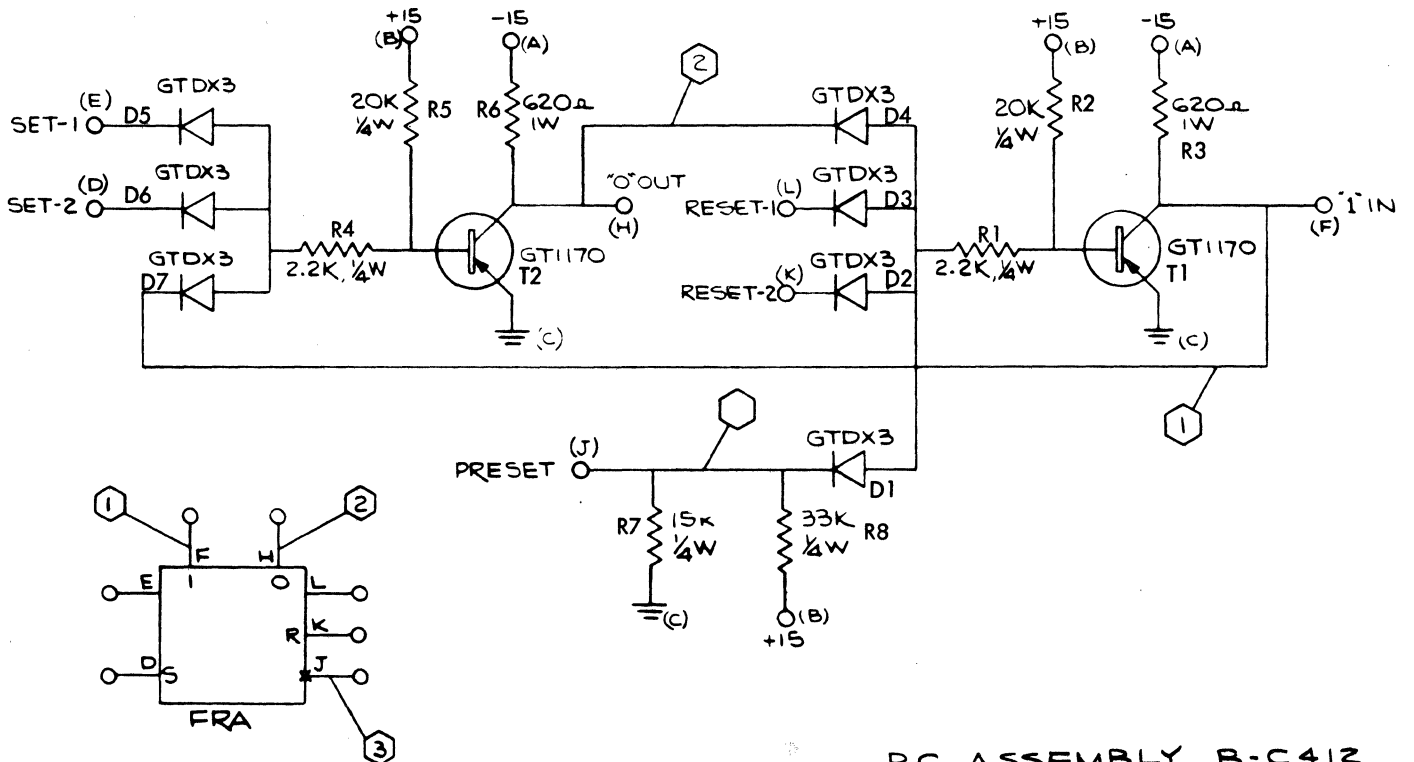 +15
(B)
-15
(A)
2
+15
(B)
-15
(A)
GTDX3
(E)
SET-1
D5
20K
1/4W
R5
R6
620Ω
1W
GTDX3
D4
20K
1/4W
R2
620Ω
1W
R3
GTDX3
(D)
SET-2
D6
"0" OUT
(H)
GTDX3
(L)
RESET-1
D3
"1" IN
(F)
GTDX3
D7
R4
2.2K, 1/4W
GT1170
T2
GTDX3
(K)
RESET-2
D2
R1
2.2K, 1/4W
GT1170
T1
(C)
(C)
1
PRESET
(J)
GTDX3
D1
R7
15K
1/4W
33K
1/4W
R8
(C)
(B)
+15
1
2
F
H
1
0
E
L
R
K
D
S
J
FRA
3
P.C. ASSEMBLY B-C412